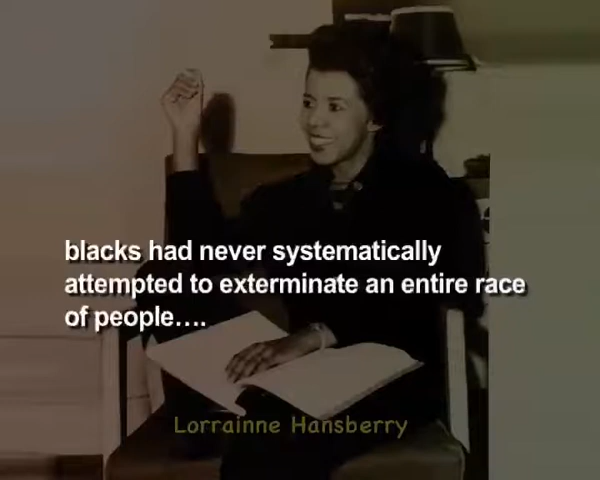 blacks had never systematically
attempted to exterminate an entire race
of people….
Lorrainne Hansberry